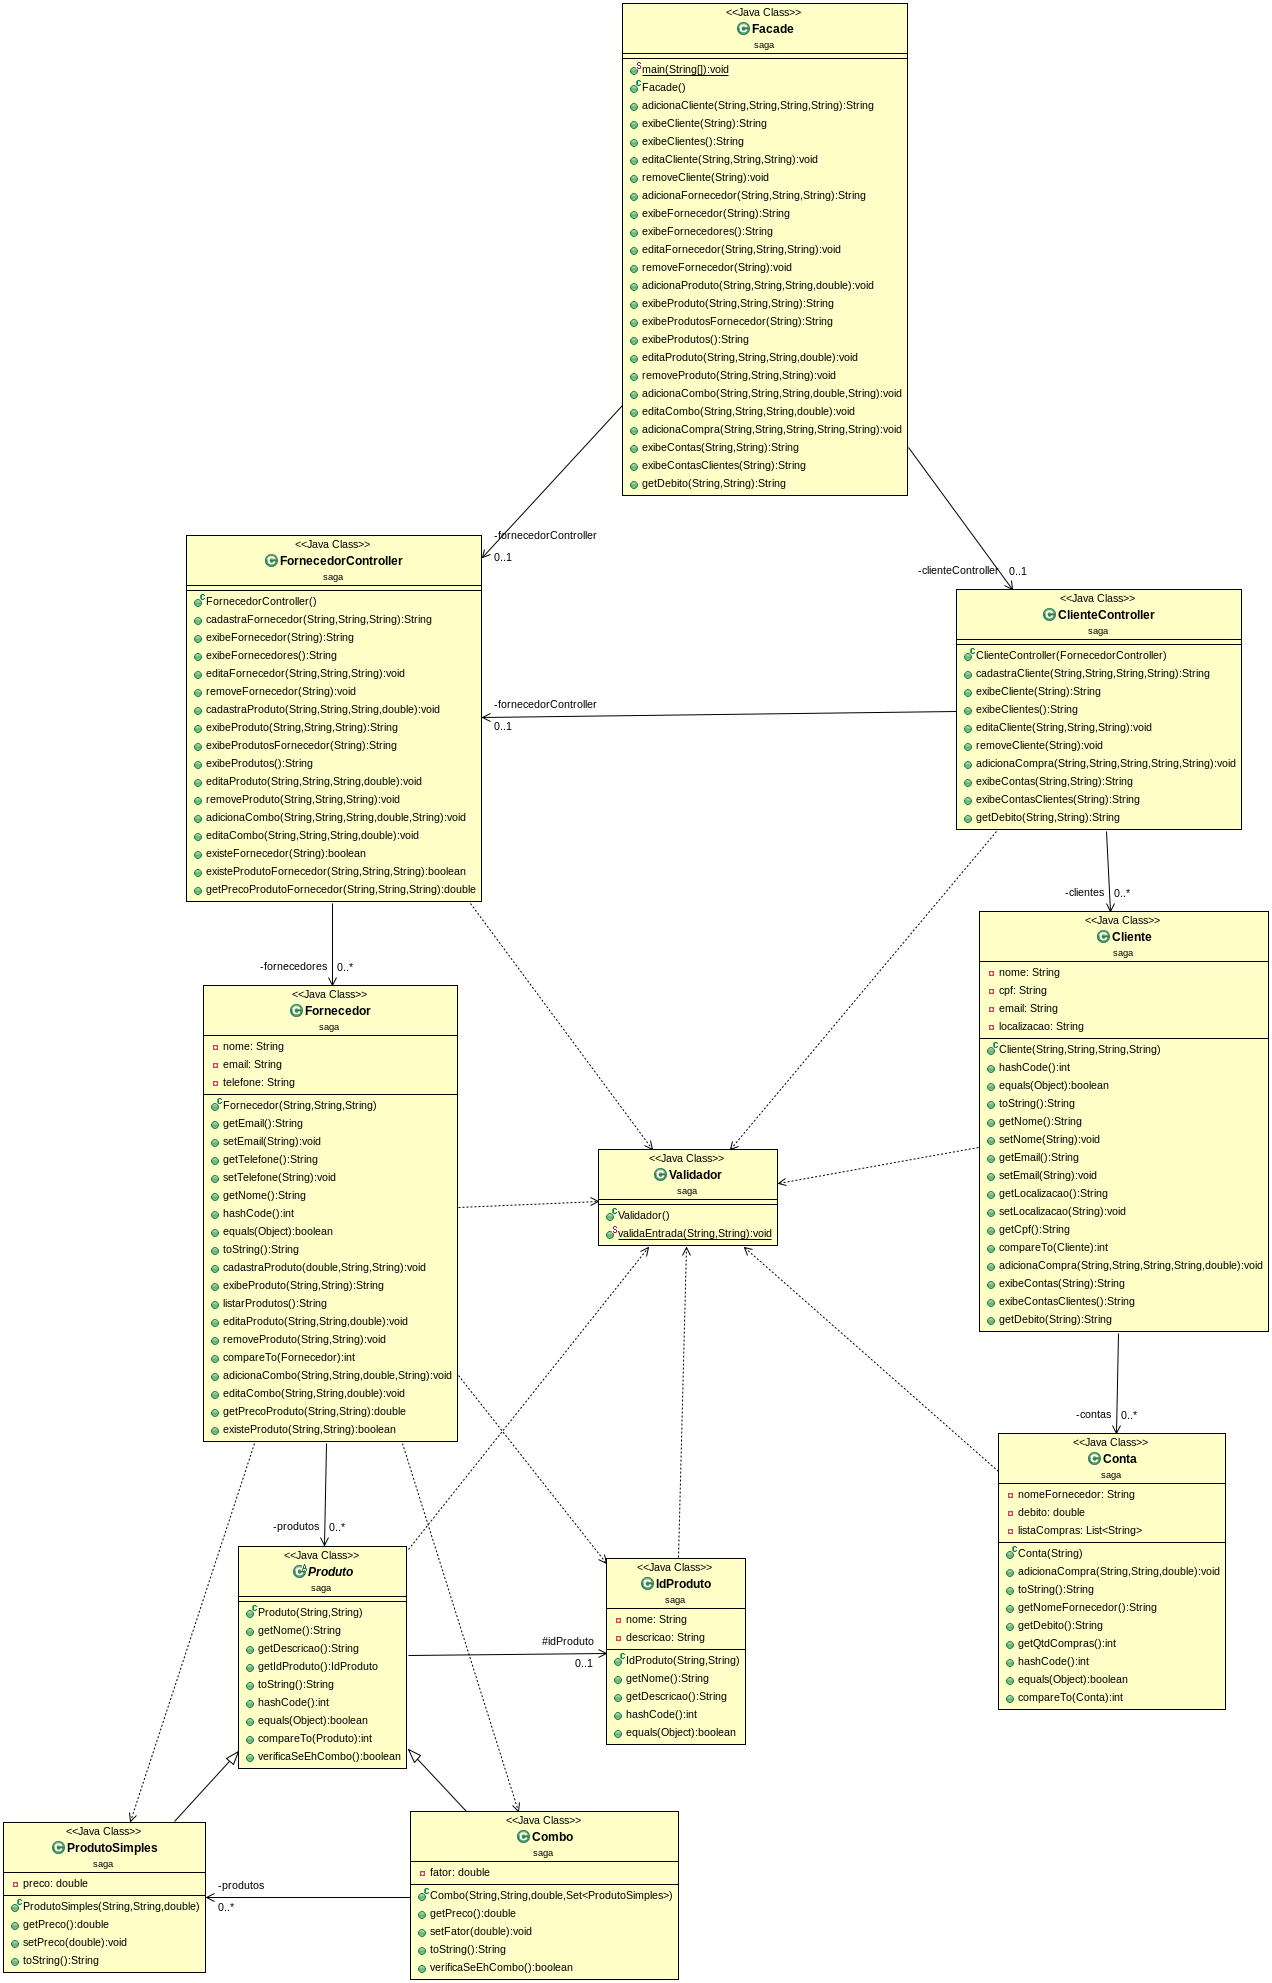 <<Java Class>>
Facade
saga
main(String[]):void
Facade()
adicionaCliente(String,String,String,String):String
exibeCliente(String):String
exibeClientes():String
editaCliente(String,String,String):void
removeCliente(String):void
adicionaFornecedor(String,String,String):String
exibeFornecedor(String):String
exibeFornecedores():String
editaFornecedor(String,String,String):void
removeFornecedor(String):void
adicionaProduto(String,String,String,double):void
exibeProduto(String,String,String):String
exibeProdutosFornecedor(String):String
exibeProdutos():String
editaProduto(String,String,String,double):void
removeProduto(String,String,String):void
adicionaCombo(String,String,String,double,String):void
editaCombo(String,String,String,double):void
adicionaCompra(String,String,String,String,String):void
exibeContas(String,String):String
exibeContasClientes(String):String
getDebito(String,String):String
-fornecedorController
0..1
-clienteController
0..1
<<Java Class>>
FornecedorController
saga
FornecedorController()
cadastraFornecedor(String,String,String):String
exibeFornecedor(String):String
exibeFornecedores():String
editaFornecedor(String,String,String):void
removeFornecedor(String):void
cadastraProduto(String,String,String,double):void
exibeProduto(String,String,String):String
exibeProdutosFornecedor(String):String
exibeProdutos():String
editaProduto(String,String,String,double):void
removeProduto(String,String,String):void
adicionaCombo(String,String,String,double,String):void
editaCombo(String,String,String,double):void
existeFornecedor(String):boolean
existeProdutoFornecedor(String,String,String):boolean
getPrecoProdutoFornecedor(String,String,String):double
-fornecedorController
0..1
<<Java Class>>
ClienteController
saga
ClienteController(FornecedorController)
cadastraCliente(String,String,String,String):String
exibeCliente(String):String
exibeClientes():String
editaCliente(String,String,String):void
removeCliente(String):void
adicionaCompra(String,String,String,String,String):void
exibeContas(String,String):String
exibeContasClientes(String):String
getDebito(String,String):String
-clientes
0..*
<<Java Class>>
Cliente
saga
nome: String
cpf: String
email: String
localizacao: String
Cliente(String,String,String,String)
hashCode():int
equals(Object):boolean
toString():String
getNome():String
setNome(String):void
getEmail():String
setEmail(String):void
getLocalizacao():String
setLocalizacao(String):void
getCpf():String
compareTo(Cliente):int
adicionaCompra(String,String,String,String,double):void
exibeContas(String):String
exibeContasClientes():String
getDebito(String):String
-fornecedores
0..*
<<Java Class>>
Fornecedor
saga
nome: String
email: String
telefone: String
Fornecedor(String,String,String)
getEmail():String
setEmail(String):void
getTelefone():String
setTelefone(String):void
getNome():String
hashCode():int
equals(Object):boolean
toString():String
cadastraProduto(double,String,String):void
exibeProduto(String,String):String
listarProdutos():String
editaProduto(String,String,double):void
removeProduto(String,String):void
compareTo(Fornecedor):int
adicionaCombo(String,String,double,String):void
editaCombo(String,String,double):void
getPrecoProduto(String,String):double
existeProduto(String,String):boolean
<<Java Class>>
Validador
saga
Validador()
validaEntrada(String,String):void
-contas
0..*
<<Java Class>>
Conta
saga
nomeFornecedor: String
debito: double
listaCompras: List<String>
Conta(String)
adicionaCompra(String,String,double):void
toString():String
getNomeFornecedor():String
getDebito():String
getQtdCompras():int
hashCode():int
equals(Object):boolean
compareTo(Conta):int
-produtos
0..*
<<Java Class>>
Produto
saga
Produto(String,String)
getNome():String
getDescricao():String
getIdProduto():IdProduto
toString():String
hashCode():int
equals(Object):boolean
compareTo(Produto):int
verificaSeEhCombo():boolean
#idProduto
0..1
<<Java Class>>
IdProduto
saga
nome: String
descricao: String
IdProduto(String,String)
getNome():String
getDescricao():String
hashCode():int
equals(Object):boolean
<<Java Class>>
ProdutoSimples
saga
preco: double
ProdutoSimples(String,String,double)
getPreco():double
setPreco(double):void
toString():String
-produtos
0..*
<<Java Class>>
Combo
saga
fator: double
Combo(String,String,double,Set<ProdutoSimples>)
getPreco():double
setFator(double):void
toString():String
verificaSeEhCombo():boolean